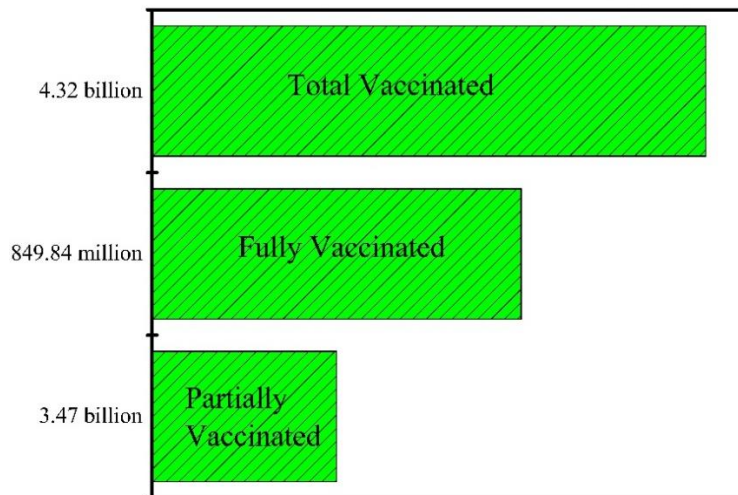 4.32 billion
Total Vaccinated
849.84 million
Fully Vaccinated
3.47 billion
Partially
Vaccinated